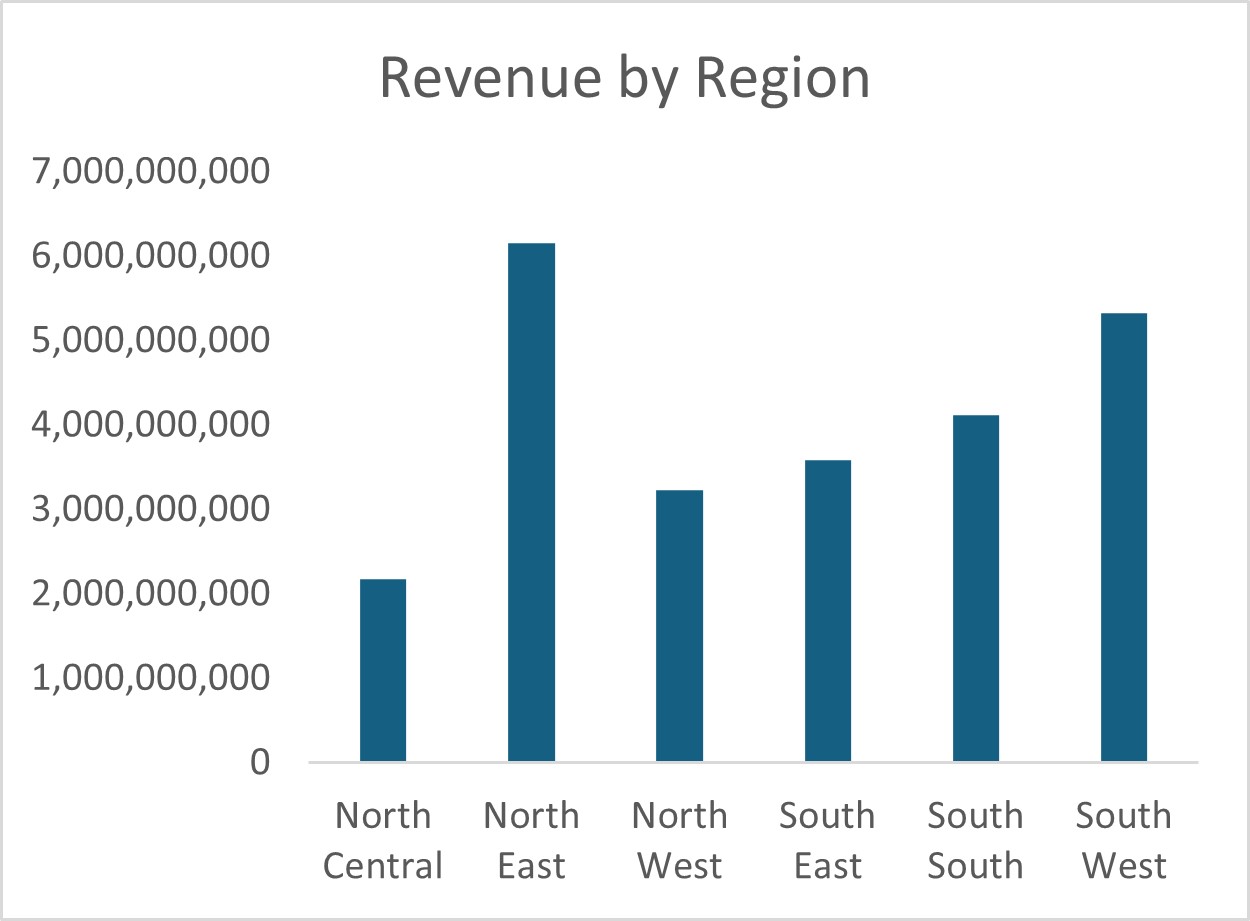 Revenue by Region
7,000,000,000
6,000,000,000
5,000,000,000
4,000,000,000
3,000,000,000
2,000,000,000
1,000,000,000
0
North Central
North East
North West
South East
South South
South West